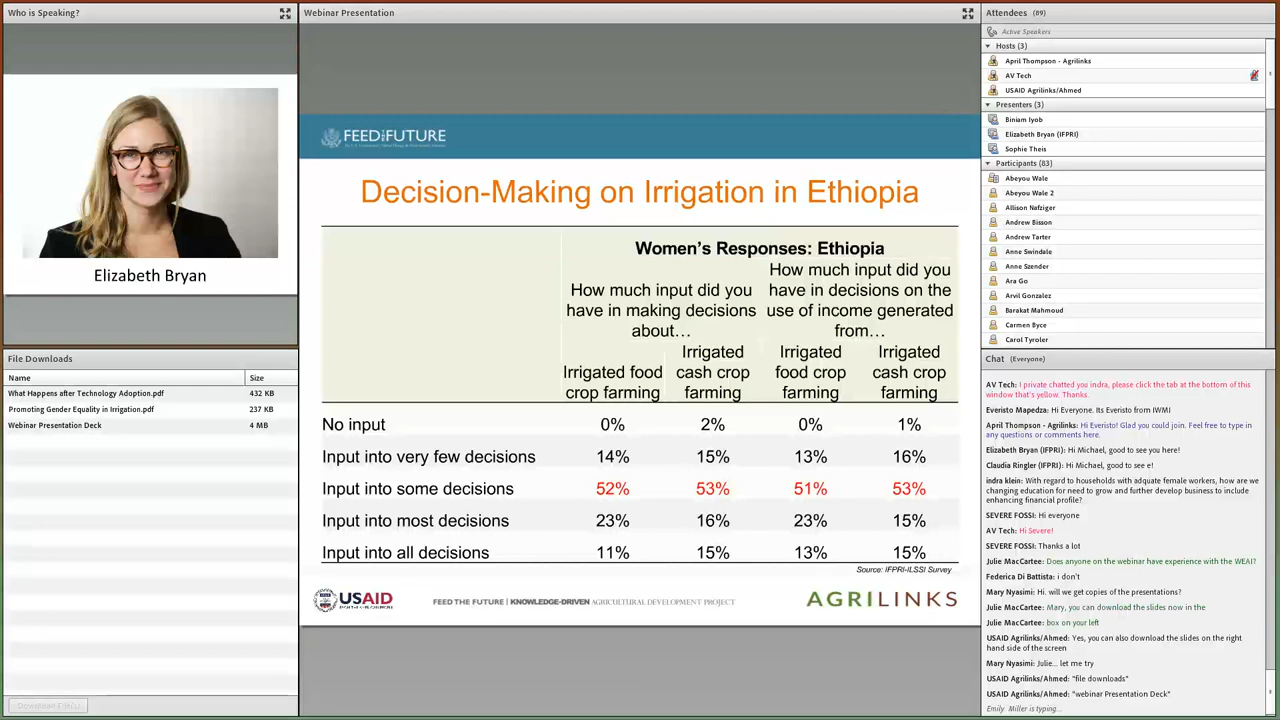 Who is Speaking?
Elizabeth Bryan
File Downloads
Name Size
What Happens after Technology Adoption.pdf 432 KB
Promoting Gender Equality in Irrigation.pdf 237 KB
Webinar Presentation Deck 4 MB
Download File(s)
Webinar Presentation
FEED THE FUTURE
Decision-Making on Irrigation in Ethiopia
Women's Responses: Ethiopia
How much input did you have in making decisions about…
How much input did you have in decisions on the use of income generated from…
Irrigated food crop farming
Irrigated cash crop farming
Irrigated food crop farming
Irrigated cash crop farming
No input 0% 2% 0% 1%
Input into very few decisions 14% 15% 13% 16%
Input into some decisions 52% 53% 51% 53%
Input into most decisions 23% 16% 23% 15%
Input into all decisions 11% 15% 13% 15%
Source: IFPRI-ILSSI Survey
USAID
FEED THE FUTURE | KNOWLEDGE-DRIVEN AGRICULTURAL DEVELOPMENT PROJECT
AGRILINKS
Attendees (89)
Active Speakers
Hosts (3)
April Thompson - Agrilinks
AV Tech
USAID Agrilinks/Ahmed
Presenters (3)
Biniam Iyob
Elizabeth Bryan (IFPRI)
Sophie Theis
Participants (83)
Abeyou Wale
Abeyou Wale 2
Allison Nafziger
Andrew Bisson
Andrew Tarter
Anne Swindale
Anne Szender
Ara Go
Arvil Gonzalez
Barakat Mahmoud
Carmen Byce
Carol Tyroler
Chat (Everyone)
AV Tech: I private chatted you indra, please click the tab at the bottom of this
window that's yellow. Thanks.
Everisto Mapedza: Hi Everyone. Its Everisto from IWMI
April Thompson - Agrilinks: Hi Everisto! Glad you could join. Feel free to type in
any questions or comments here.
Elizabeth Bryan (IFPRI): Hi Michael, good to see you here!
Claudia Ringler (IFPRI): Hi Michael, good to see e!
indra klein: With regard to households with adquate female workers, how are we
changing education for need to grow and further develop business to include
enhancing financial profile?
SEVERE FOSSI: Hi everyone
AV Tech: Hi Severe!
SEVERE FOSSI: Thanks a lot
Julie MacCartee: Does anyone on the webinar have experience with the WEAI?
Federica Di Battista: i don't
Mary Nyasimi: Hi. will we get copies of the presentations?
Julie MacCartee: Mary, you can download the slides now in the
Julie MacCartee: box on your left
USAID Agrilinks/Ahmed: Yes, you can also download the slides on the right
hand side of the screen
Mary Nyasimi: Julie... let me try
USAID Agrilinks/Ahmed: "file downloads"
USAID Agrilinks/Ahmed: "webinar Presentation Deck"
Emily Miller is typing...